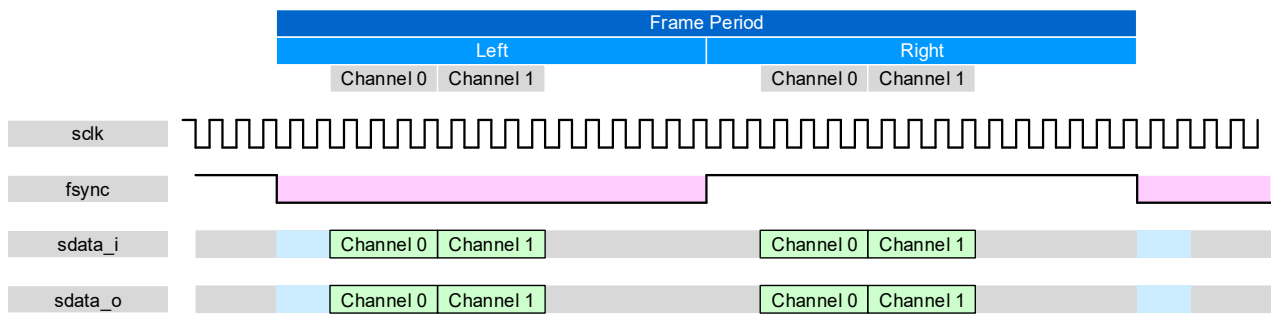 Frame Period
Left Right
Channel 0 Channel 1 Channel 0 Channel 1
sclk
fsync
sdata_i Channel 0 Channel 1 Channel 0 Channel 1
sdata_o Channel 0 Channel 1 Channel 0 Channel 1